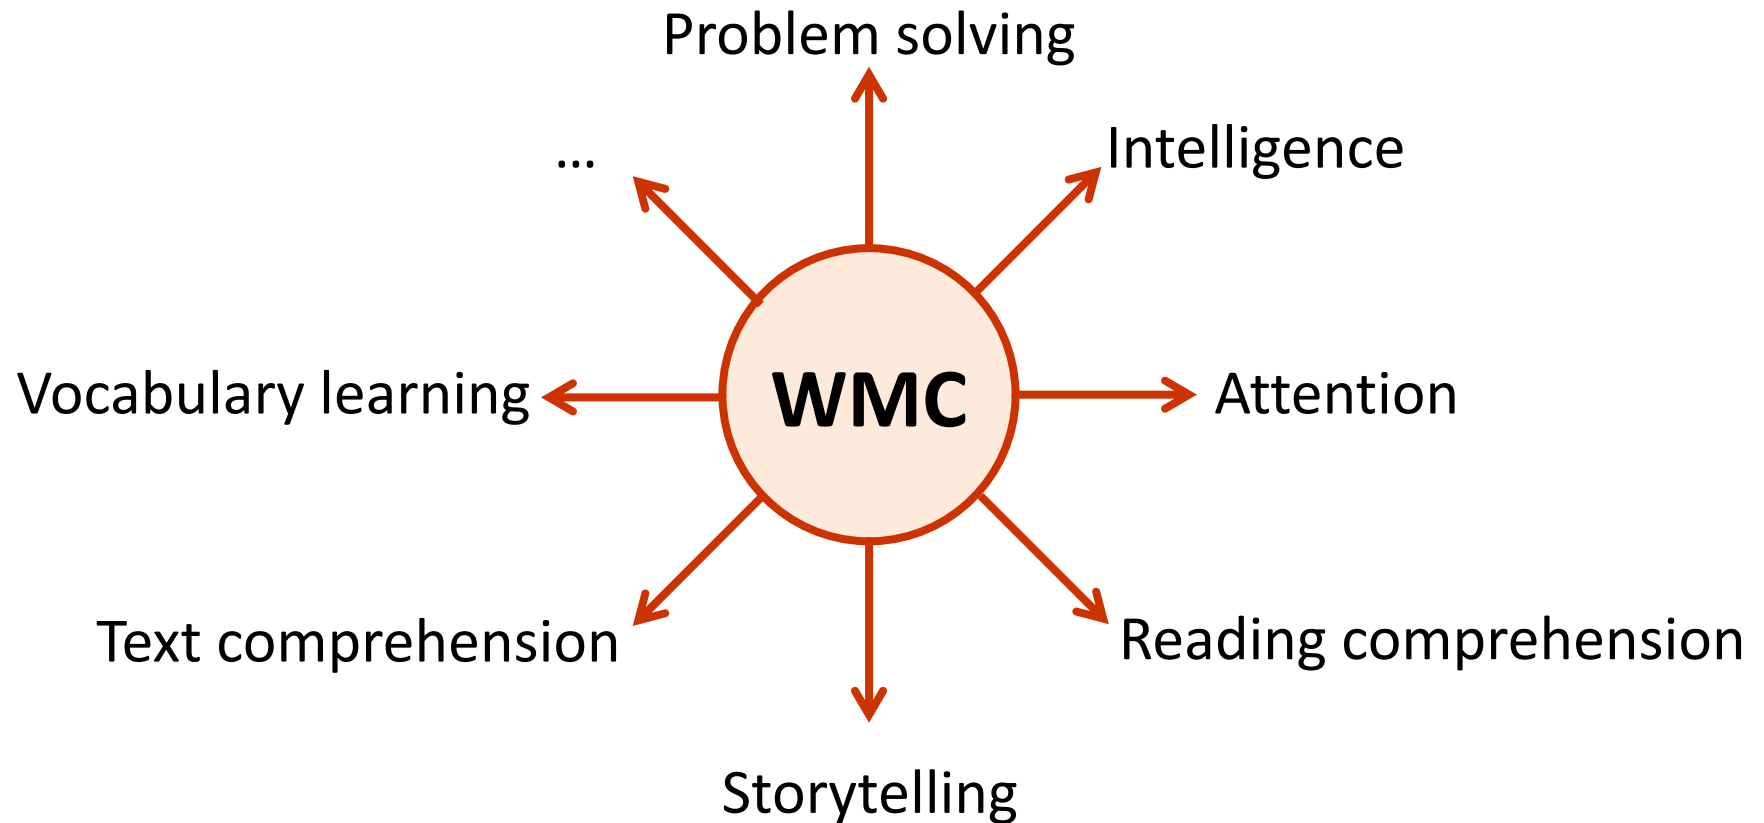 Problem solving
…
Intelligence
Vocabulary learning
WMC
Attention
Text comprehension
Reading comprehension
Storytelling